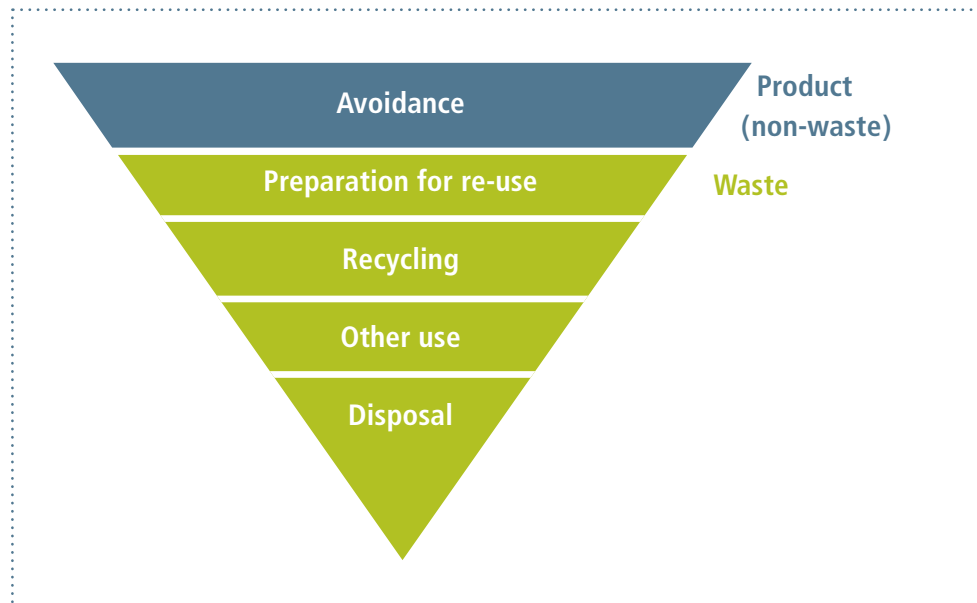 Avoidance
Product
(non-waste)
Preparation for re-use
Waste
Recycling
Other use
Disposal